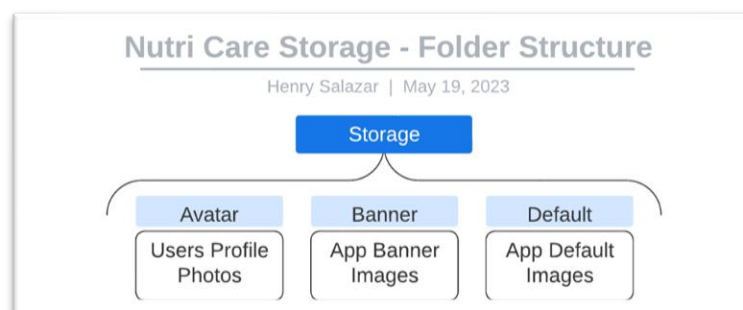 Nutri Care Storage - Folder Structure
Henry Salazar | May 19, 2023
Storage
Avatar
Users Profile
Photos
Banner
App Banner
Images
Default
App Default
Images